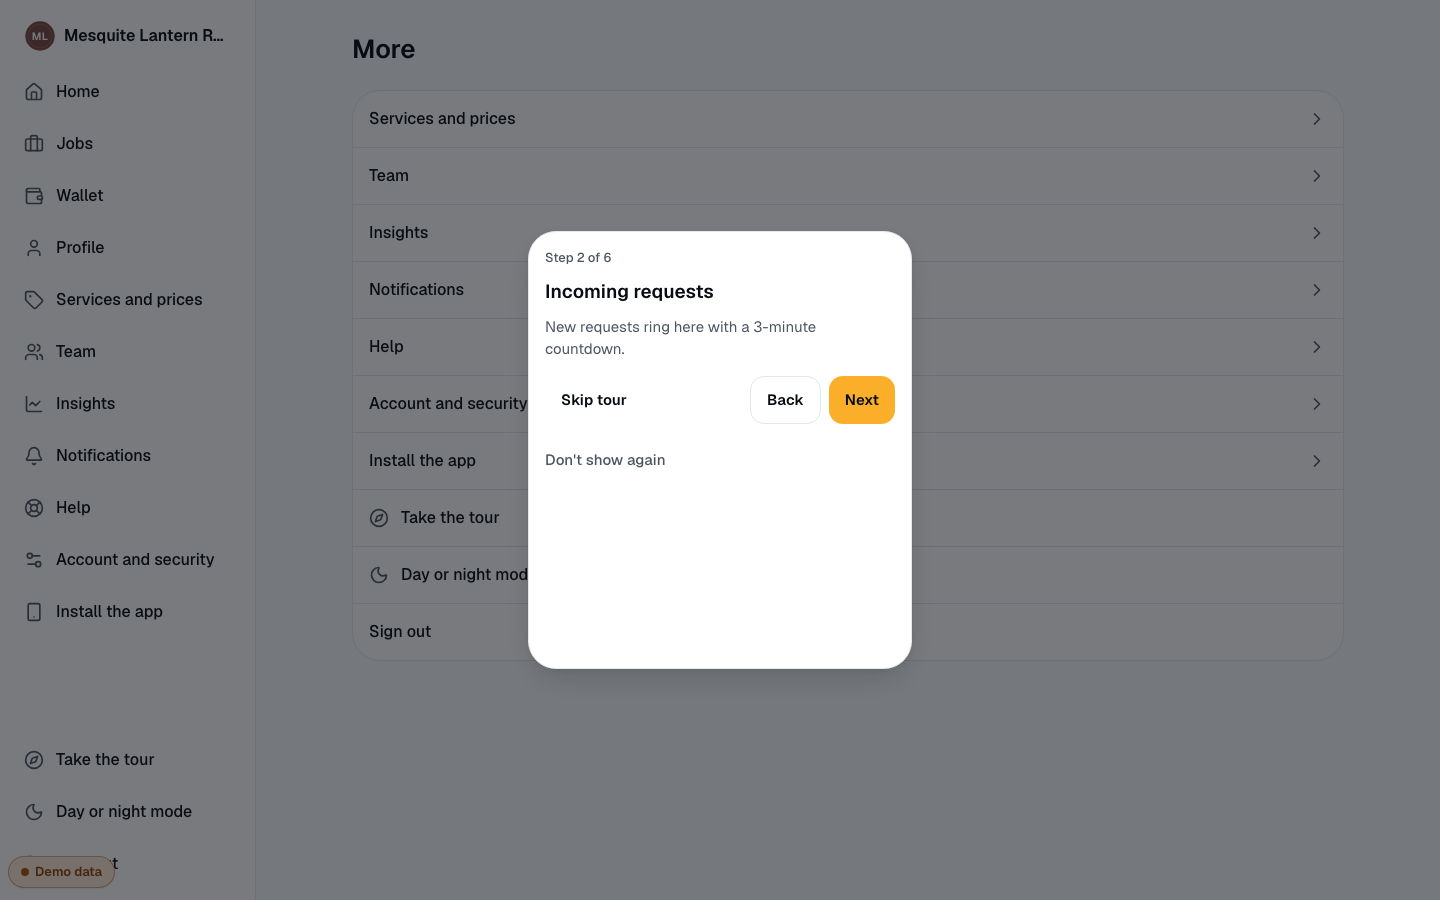 ML
Mesquite Lantern R...
Home
Jobs
Wallet
Profile
Services and prices
Team
Insights
Notifications
Help
Account and security
Install the app
Take the tour
Day or night mode
Demo data
More
Services and prices
Team
Insights
Notifications
Help
Account and security
Install the app
Take the tour
Day or night mod
Sign out
Step 2 of 6
Incoming requests
New requests ring here with a 3-minute
countdown.
Skip tour
Back
Next
Don't show again